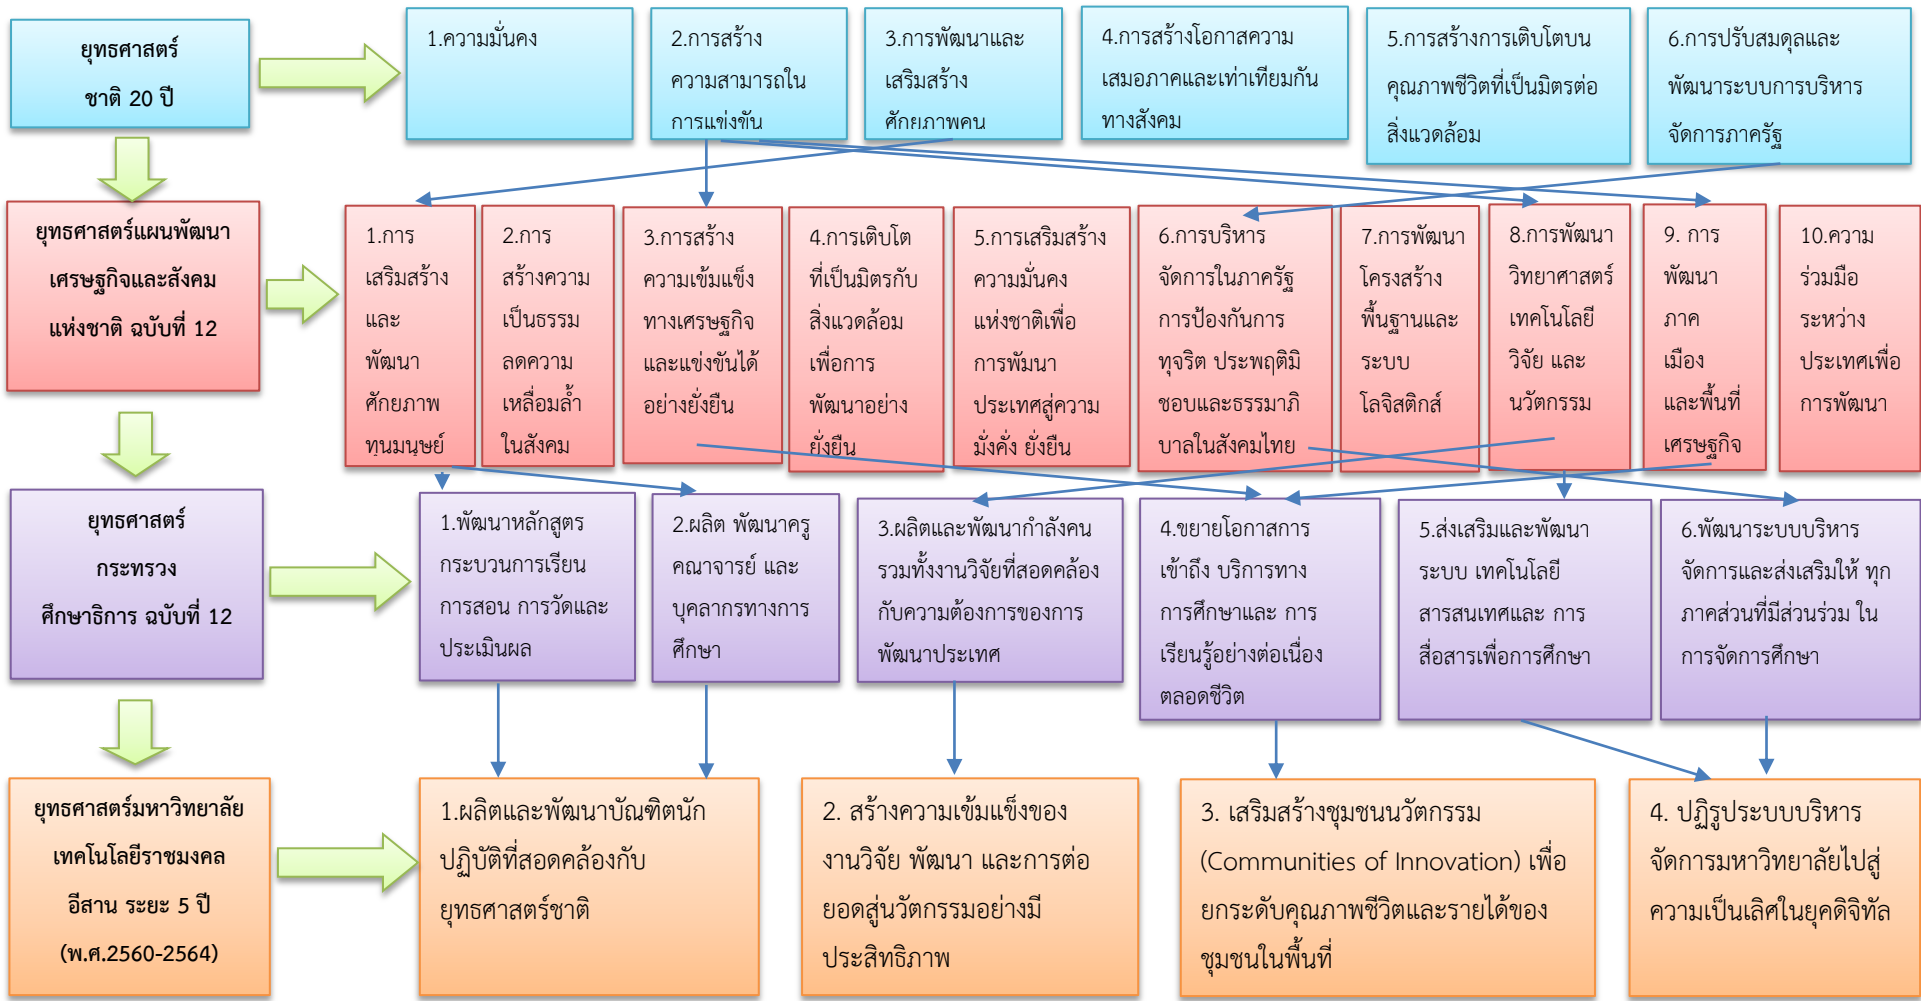 ยุทธศาสตร์
ชาติ 20 ปี
1.ความมั่นคง
2.การสร้าง
ความสามารถใน
การแข่งขัน
3.การพัฒนาและ
เสริมสร้าง
ศักยภาพคน
4.การสร้างโอกาสความ
เสมอภาคและเท่าเทียมกัน
ทางสังคม
5.การสร้างการเติบโตบน
คุณภาพชีวิตที่เป็นมิตรต่อ
สิ่งแวดล้อม
6.การปรับสมดุลและ
พัฒนาระบบการบริหาร
จัดการภาครัฐ
ยุทธศาสตร์แผนพัฒนา
เศรษฐกิจและสังคม
แห่งชาติ ฉบับที่ 12
1.การ
เสริมสร้าง
และ
พัฒนา
ศักยภาพ
ทุนมนุษย์
2.การ
สร้างความ
เป็นธรรม
ลดความ
เหลื่อมล้ำ
ในสังคม
3.การสร้าง
ความเข้มแข็ง
ทางเศรษฐกิจ
และแข่งขันได้
อย่างยั่งยืน
4.การเติบโต
ที่เป็นมิตรกับ
สิ่งแวดล้อม
เพื่อการ
พัฒนาอย่าง
ยั่งยืน
5.การเสริมสร้าง
ความมั่นคง
แห่งชาติเพื่อ
การพัมนา
ประเทศสู่ความ
มั่งคั่ง ยั่งยืน
6.การบริหาร
จัดการในภาครัฐ
การป้องกันการ
ทุจริต ประพฤติมิ
ชอบและธรรมาภิ
บาลในสังคมไทย
7.การพัฒนา
โครงสร้าง
พื้นฐานและ
ระบบ
โลจิสติกส์
8.การพัฒนา
วิทยาศาสตร์
เทคโนโลยี
วิจัย และ
นวัตกรรม
9. การ
พัฒนา
ภาค
เมือง
และพื้นที่
เศรษฐกิจ
10.ความ
ร่วมมือ
ระหว่าง
ประเทศเพื่อ
การพัฒนา
ยุทธศาสตร์
กระทรวง
ศึกษาธิการ ฉบับที่ 12
1.พัฒนาหลักสูตร
กระบวนการเรียน
การสอน การวัดและ
ประเมินผล
2.ผลิต พัฒนาครู
คณาจารย์ และ
บุคลากรทางการ
ศึกษา
3.ผลิตและพัฒนากำลังคน
รวมทั้งงานวิจัยที่สอดคล้อง
กับความต้องการของการ
พัฒนาประเทศ
4.ขยายโอกาสการ
เข้าถึง บริการทาง
การศึกษาและ การ
เรียนรู้อย่างต่อเนื่อง
ตลอดชีวิต
5.ส่งเสริมและพัฒนา
ระบบ เทคโนโลยี
สารสนเทศและ การ
สื่อสารเพื่อการศึกษา
6.พัฒนาระบบบริหาร
จัดการและส่งเสริมให้ ทุก
ภาคส่วนที่มีส่วนร่วม ใน
การจัดการศึกษา
ยุทธศาสตร์มหาวิทยาลัย
เทคโนโลยีราชมงคล
อีสาน ระยะ 5 ปี
(พ.ศ.2560-2564)
1.ผลิตและพัฒนาบัณฑิตนัก
ปฏิบัติที่สอดคล้องกับ
ยุทธศาสตร์ชาติ
2. สร้างความเข้มแข็งของ
งานวิจัย พัฒนา และการต่อ
ยอดสู่นวัตกรรมอย่างมี
ประสิทธิภาพ
3. เสริมสร้างชุมชนนวัตกรรม
(Communities of Innovation) เพื่อ
ยกระดับคุณภาพชีวิตและรายได้ของ
ชุมชนในพื้นที่
4. ปฏิรูประบบบริหาร
จัดการมหาวิทยาลัยไปสู่
ความเป็นเลิศในยุคดิจิทัล